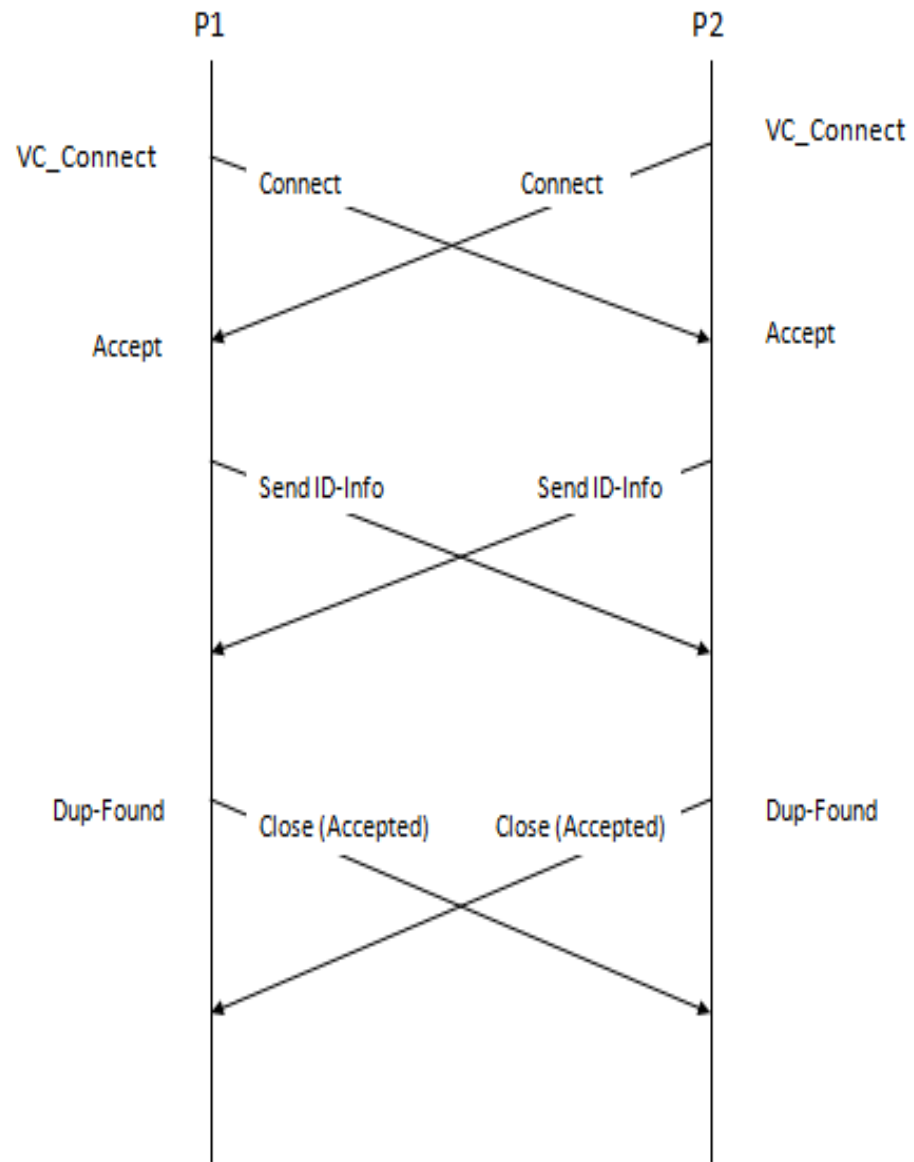 P1
P2
VC_Connect
VC_Connect
Connect
Connect
Accept
Accept
Send ID-Info
Send ID-Info
Dup-Found
Dup-Found
Close (Accepted)
Close (Accepted)